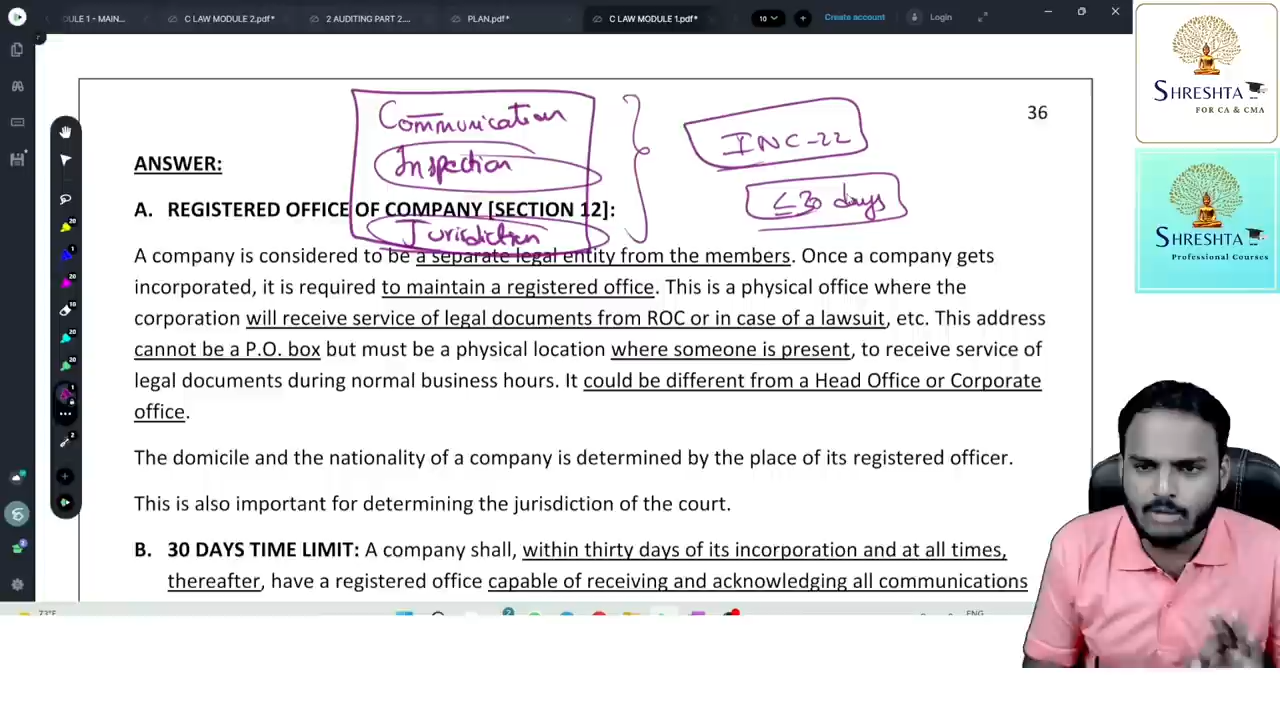 DULE 1 - MAIN...
C LAW MODULE 2.pdf*
2 AUDITING PART 2....
PLAN.pdf*
C LAW MODULE 1.pdf*
10
Create account
Login
SHRESHTA
FOR CA & CMA
SHRESHTA
Professional Courses
36
Communication
Inspection
Jurisdiction
INC-22
≤30 days
ANSWER:
A. REGISTERED OFFICE OF COMPANY [SECTION 12]:
A company is considered to be a separate legal entity from the members. Once a company gets
incorporated, it is required to maintain a registered office. This is a physical office where the
corporation will receive service of legal documents from ROC or in case of a lawsuit, etc. This address
cannot be a P.O. box but must be a physical location where someone is present, to receive service of
legal documents during normal business hours. It could be different from a Head Office or Corporate
office.
The domicile and the nationality of a company is determined by the place of its registered officer.
This is also important for determining the jurisdiction of the court.
B. 30 DAYS TIME LIMIT: A company shall, within thirty days of its incorporation and at all times,
thereafter, have a registered office capable of receiving and acknowledging all communications
73°F
ENG